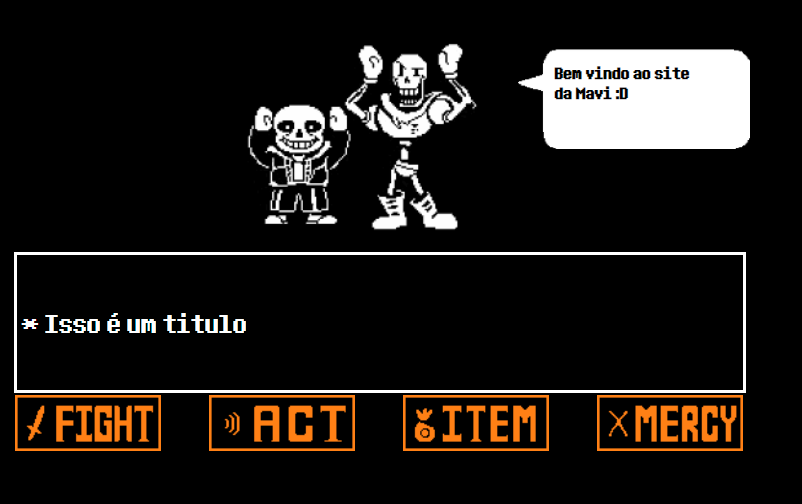 Bem vindo ao site
da Mavi :D
* Isso é um titulo
FIGHT
ACT
ITEM
MERCY